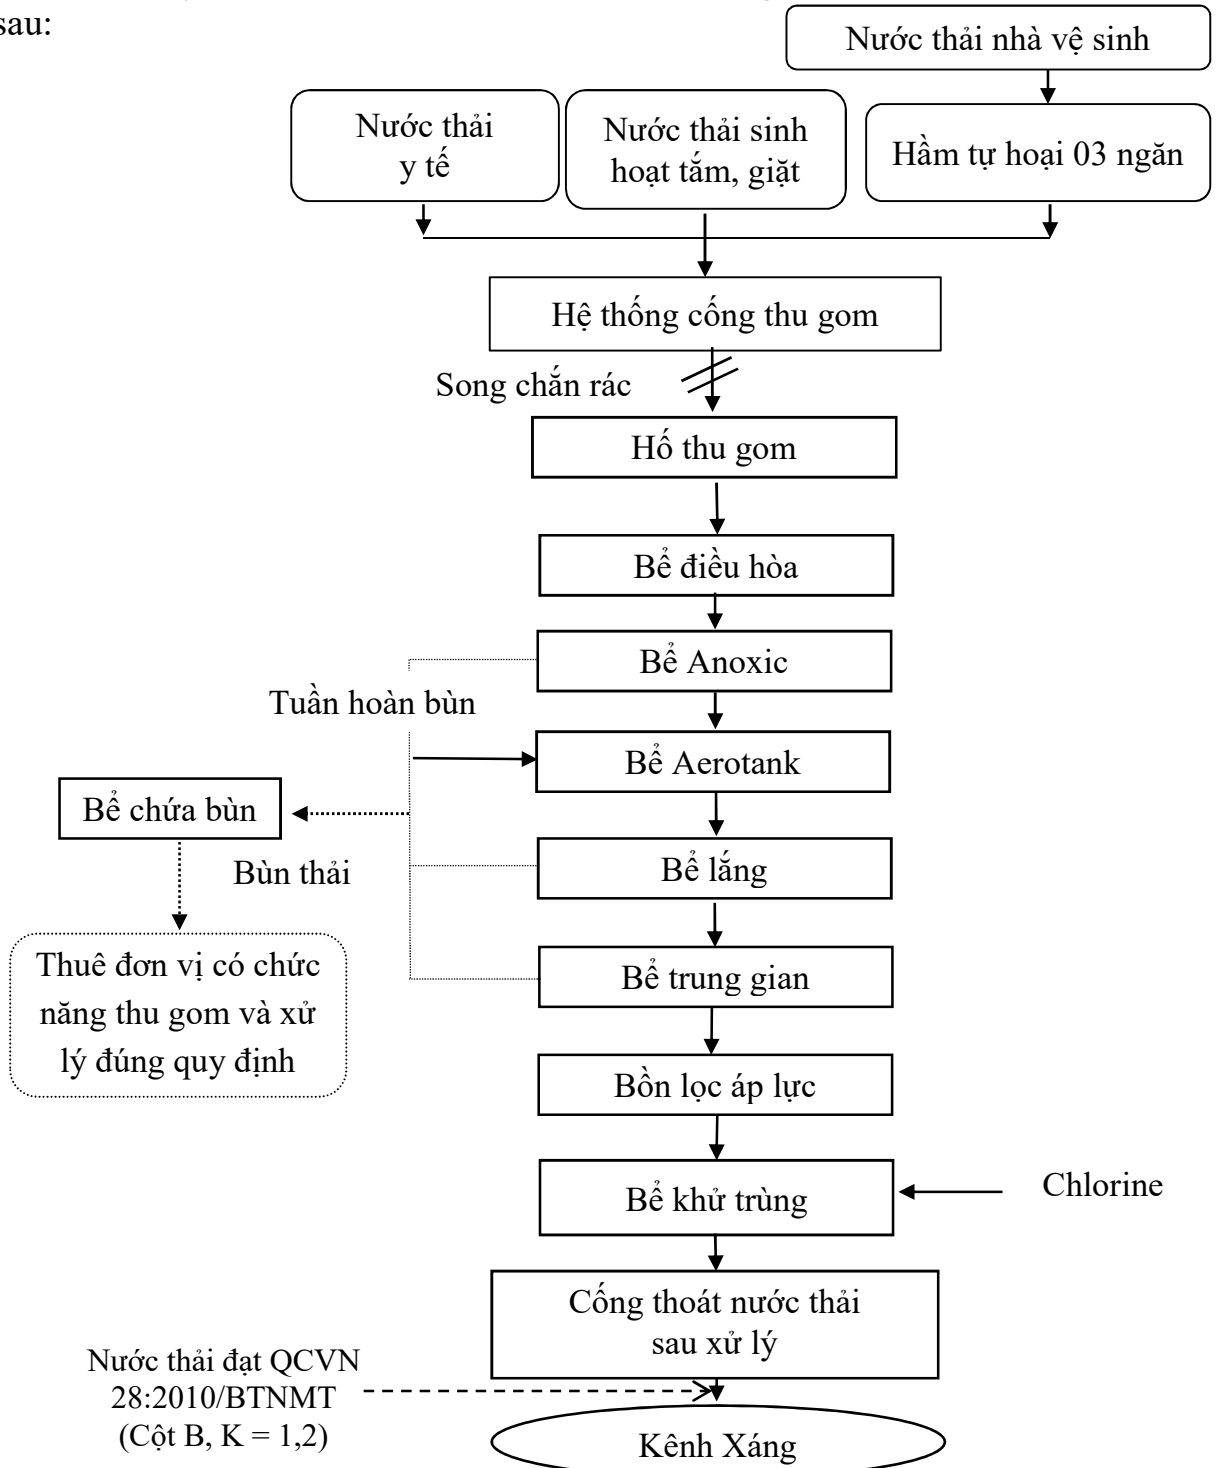 sau:
Nước thải nhà vệ sinh
Nước thải
y tế
Nước thải sinh
hoạt tắm, giặt
Hầm tự hoại 03 ngăn
Hệ thống cống thu gom
Song chắn rác
Hố thu gom
Bể điều hòa
Bể Anoxic
Tuần hoàn bùn
Bể Aerotank
Bể chứa bùn
Bùn thải
Bể lắng
Thuê đơn vị có chức
năng thu gom và xử
lý đúng quy định
Bể trung gian
Bồn lọc áp lực
Bể khử trùng
Chlorine
Cống thoát nước thải
sau xử lý
Nước thải đạt QCVN
28:2010/BTNMT
(Cột B, K = 1,2)
Kênh Xáng